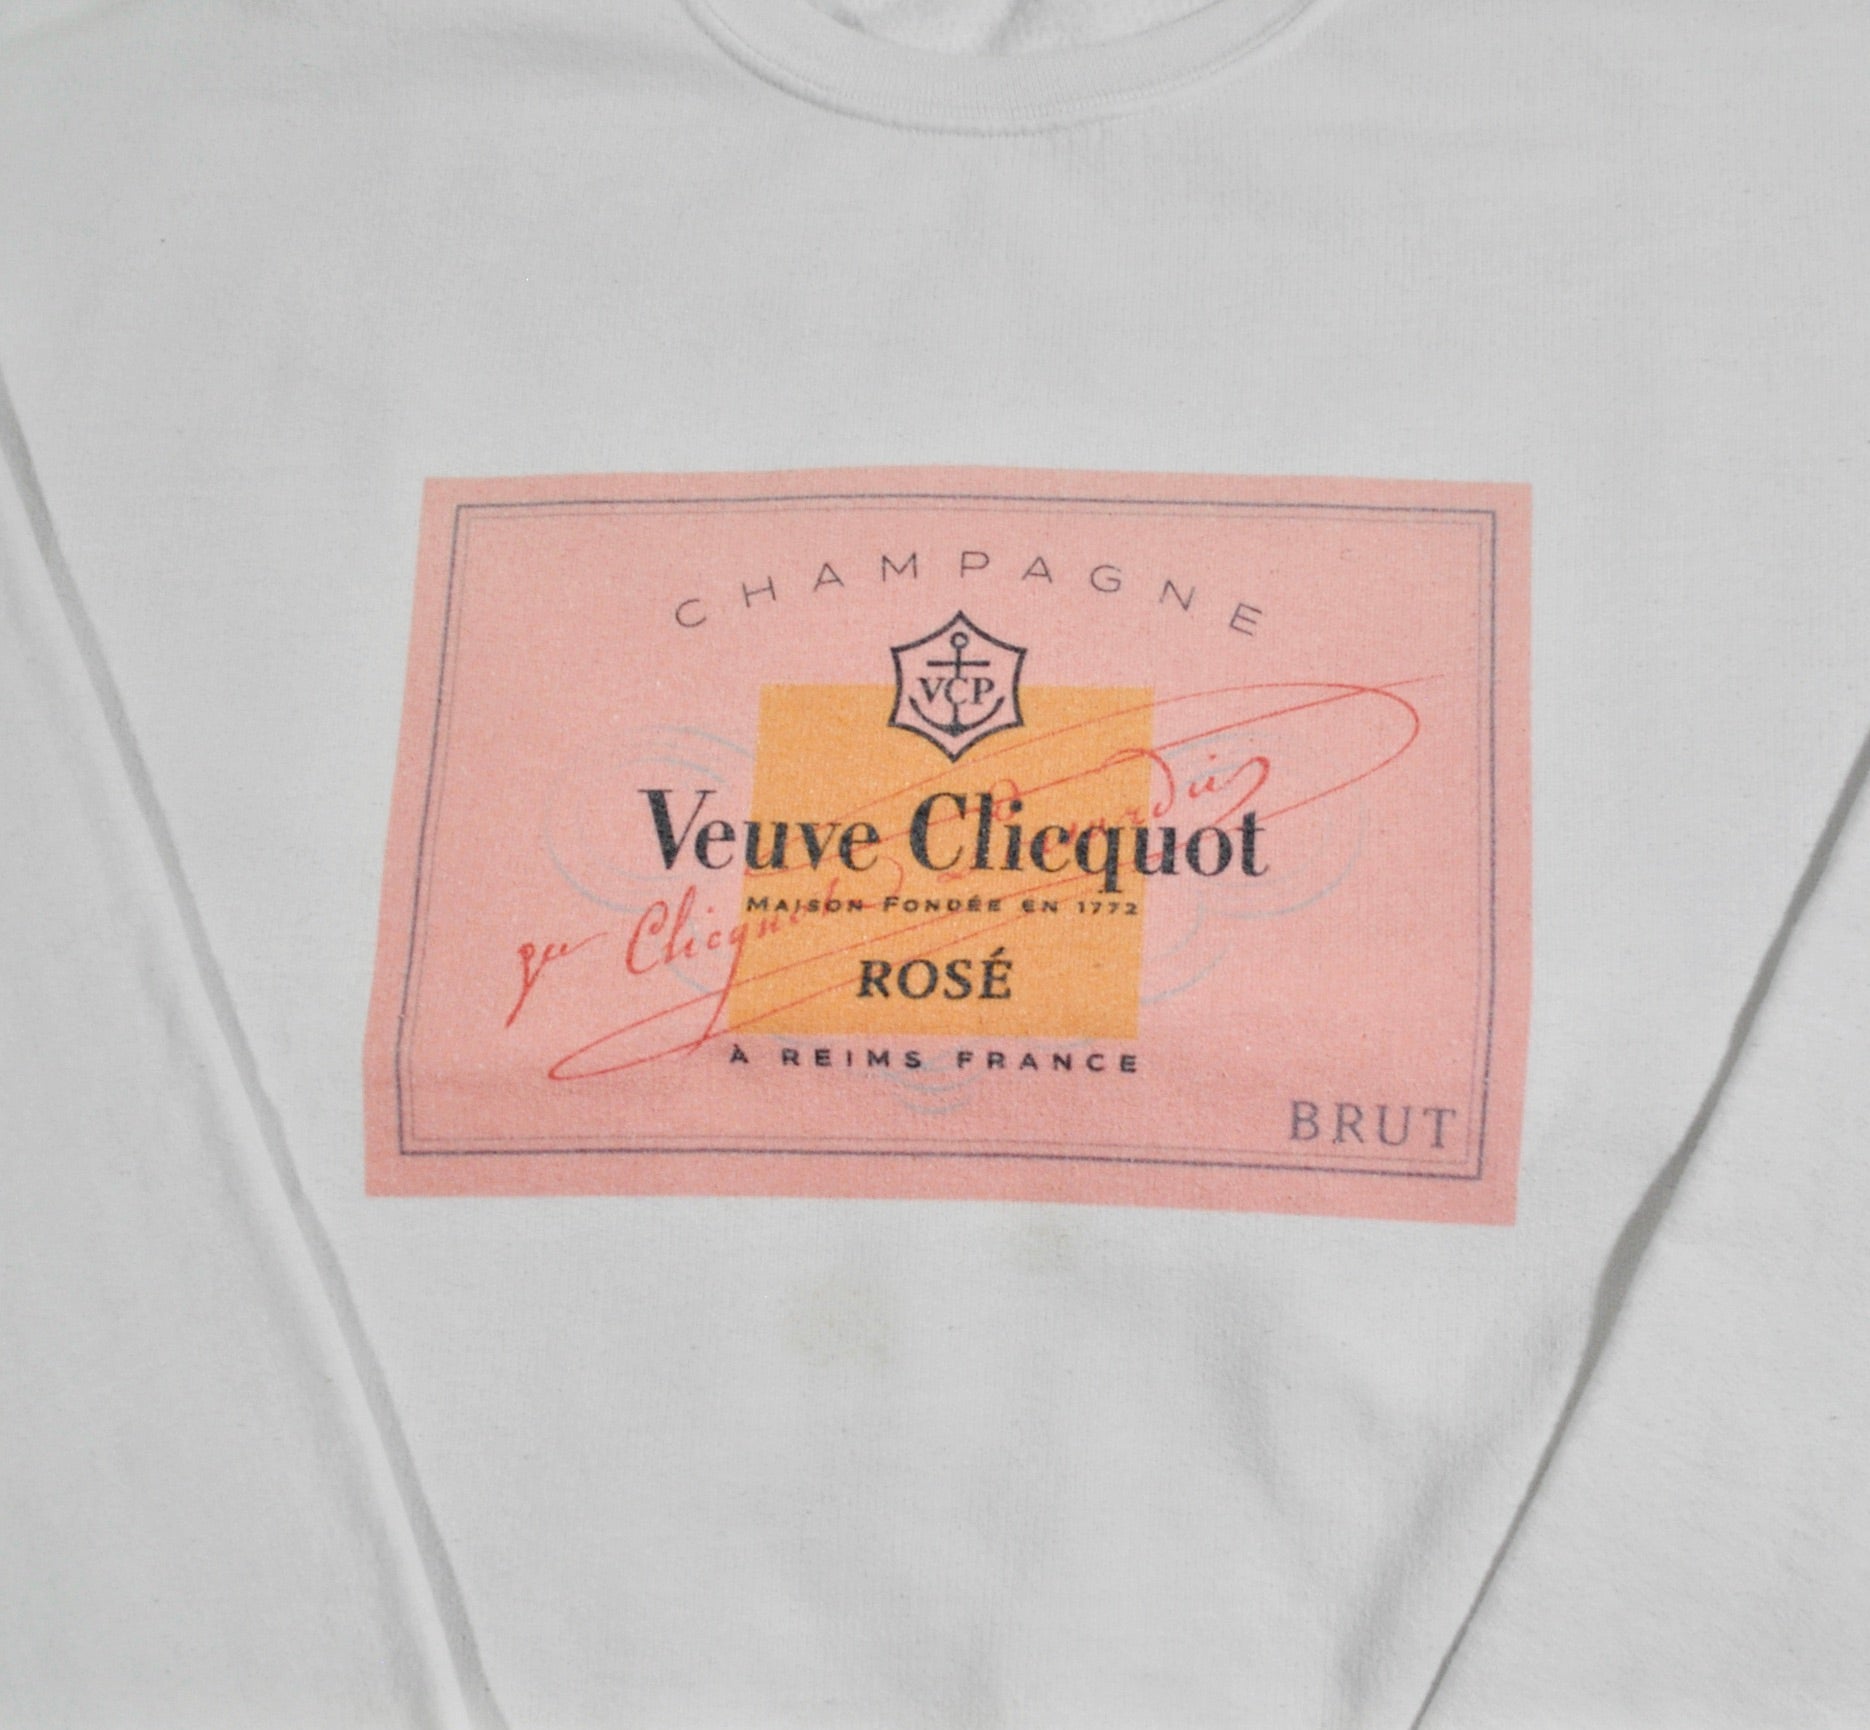 CHAMPAGNE
VCP
Veuve Clicquot
MAISON FONDÉE EN 1772
ROSÉ
À REIMS FRANCE
BRUT